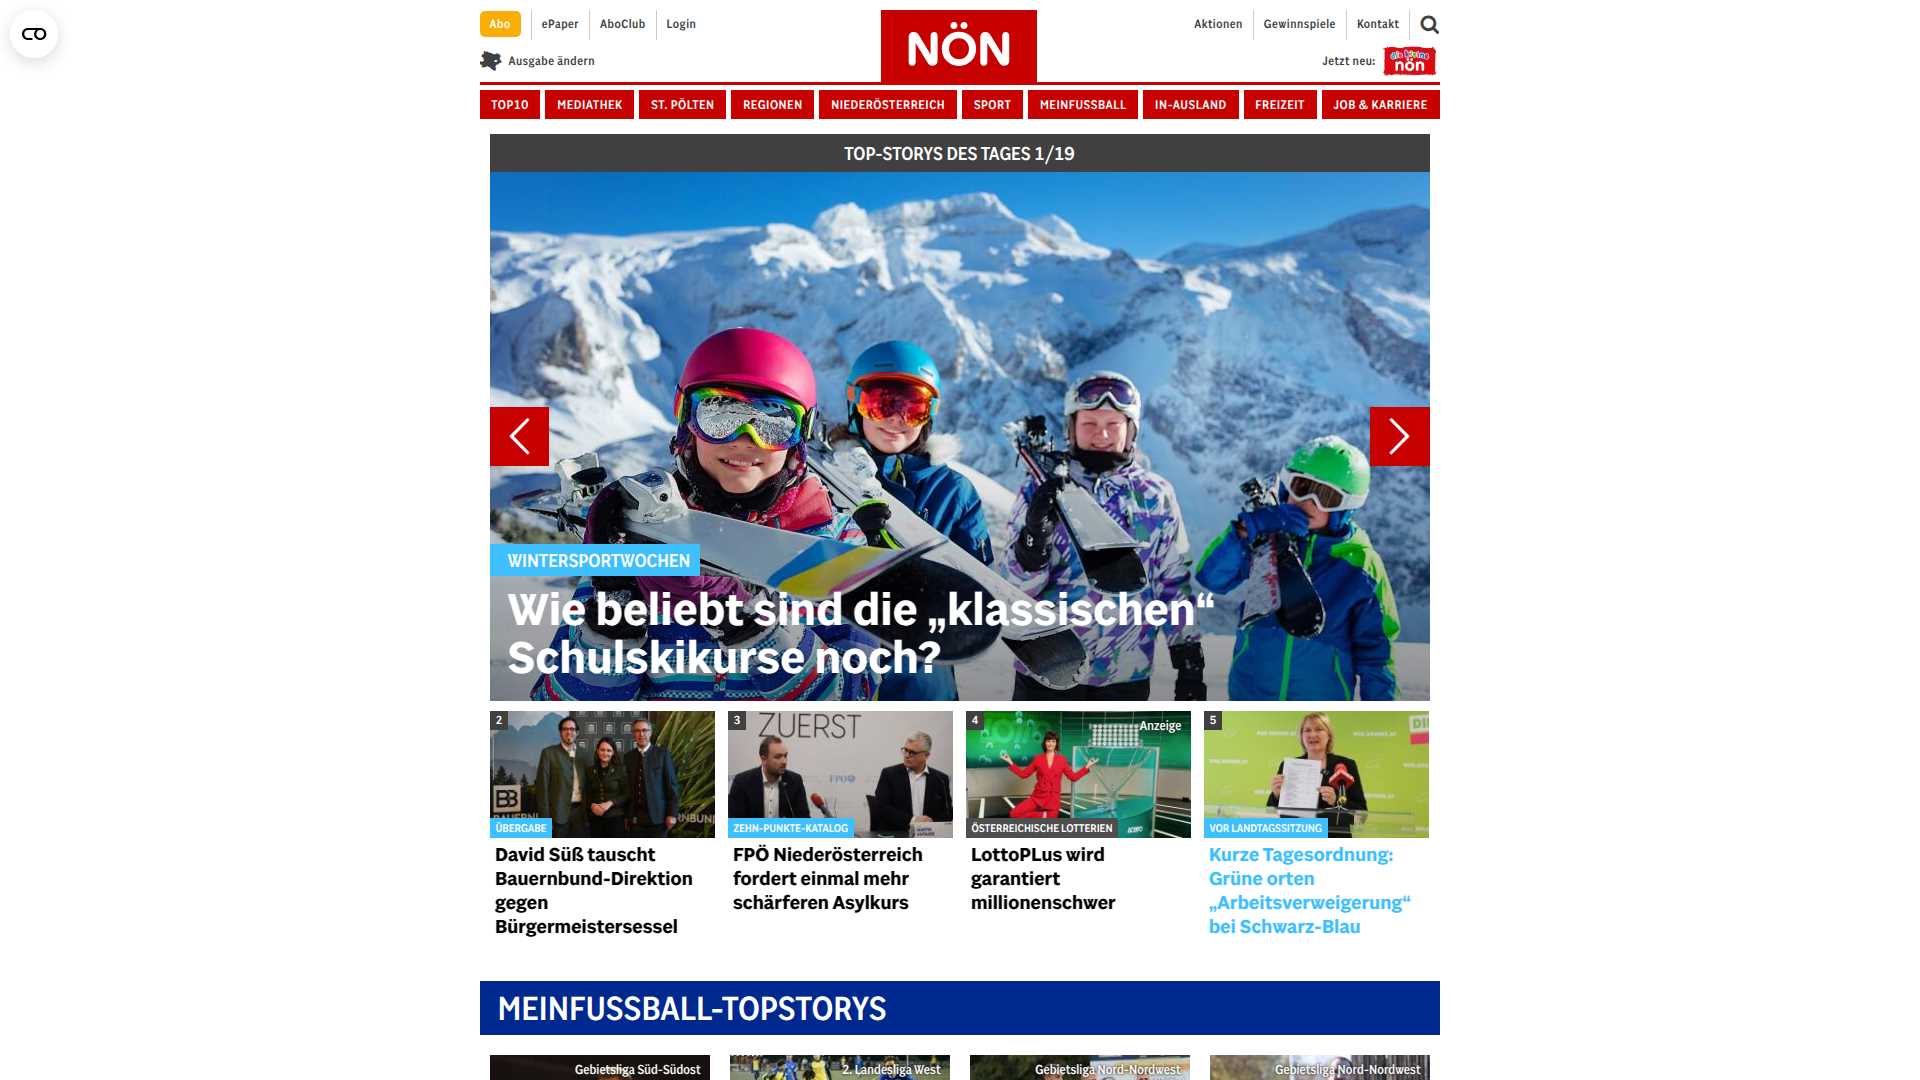 Abo
ePaper
AboClub
Login
NÖN
Aktionen
Gewinnspiele
Kontakt
Ausgabe ändern
Jetzt neu:
die kleine
nön
TOP10
MEDIATHEK
ST. PÖLTEN
REGIONEN
NIEDERÖSTERREICH
SPORT
MEINFUSSBALL
IN-AUSLAND
FREIZEIT
JOB & KARRIERE
TOP-STORYS DES TAGES 1/19
WINTERSPORTWOCHEN
Wie beliebt sind die „klassischen“
Schulskikurse noch?
2
ÜBERGABE
David Süß tauscht
Bauernbund-Direktion
gegen
Bürgermeistersessel
3
ZUERST
FPÖ
ZEHN-PUNKTE-KATALOG
FPÖ Niederösterreich
fordert einmal mehr
schärferen Asylkurs
4
Anzeige
ÖSTERREICHISCHE LOTTERIEN
LottoPLus wird
garantiert
millionenschwer
5
VOR LANDTAGSSITZUNG
Kurze Tagesordnung:
Grüne orten
„Arbeitsverweigerung“
bei Schwarz-Blau
MEINFUSSBALL-TOPSTORYS
Gebietsliga Süd-Südost
2. Landesliga West
Gebietsliga Nord-Nordwest
Gebietsliga Nord-Nordwest